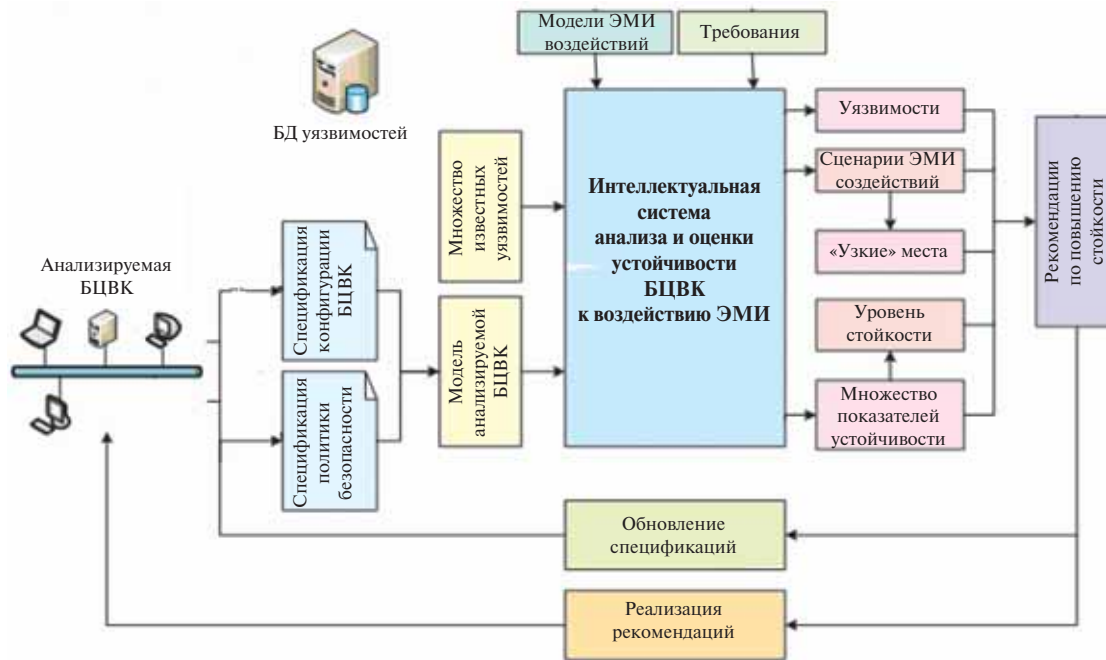 Модели ЭМИ
воздействий
Требования
БД уязвимостей
Множество
известных
уязвимостей
Интеллектуальная
система
анализа и оценки
устойчивости
БЦВК
к воздействию ЭМИ
Уязвимости
Сценарии ЭМИ
создействий
«Узкие» места
Уровень
стойкости
Множество
показателей
устойчивости
Рекомендации
по повышению
стойкости
Анализируемая
БЦВК
Спецификация
конфигурации
БЦВК
Спецификация
политики
безопасности
Модель
анализируемой
БЦВК
Обновление
спецификаций
Реализация
рекомендаций